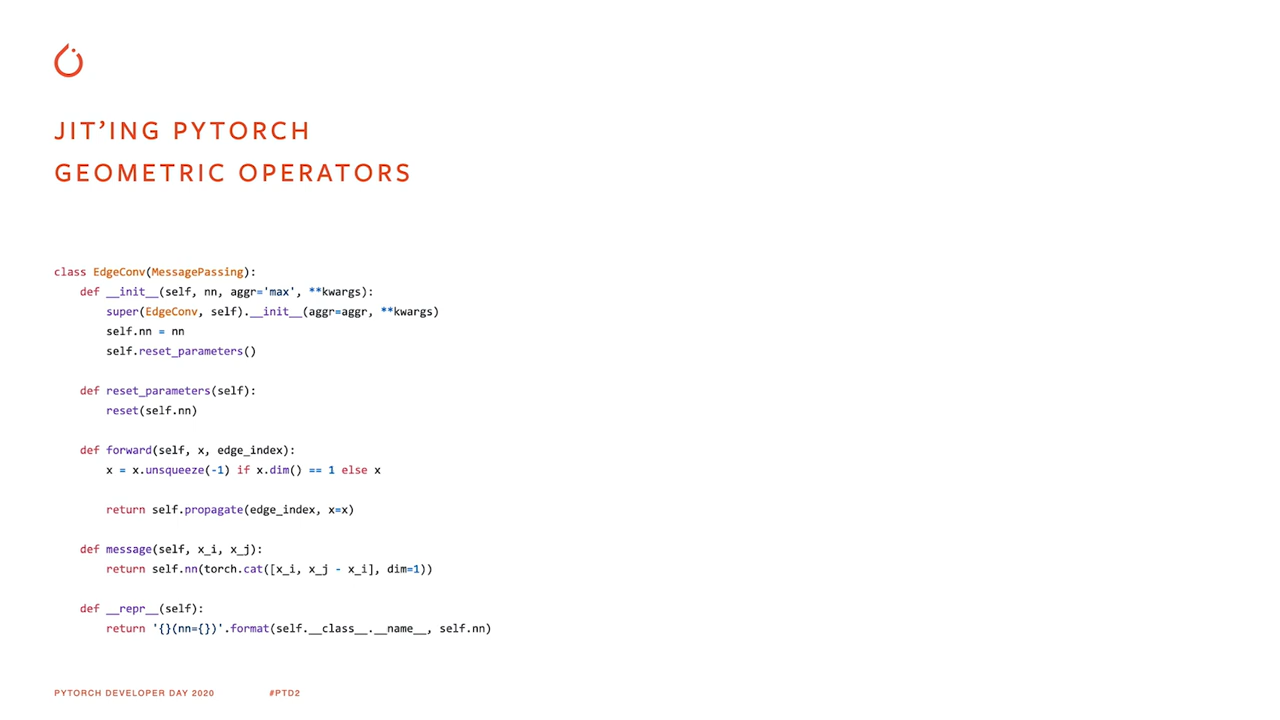 JIT’ING PYTORCH
GEOMETRIC OPERATORS
class EdgeConv(MessagePassing):
    def __init__(self, nn, aggr='max', **kwargs):
        super(EdgeConv, self).__init__(aggr=aggr, **kwargs)
        self.nn = nn
        self.reset_parameters()
    def reset_parameters(self):
        reset(self.nn)
    def forward(self, x, edge_index):
        x = x.unsqueeze(-1) if x.dim() == 1 else x
        return self.propagate(edge_index, x=x)
    def message(self, x_i, x_j):
        return self.nn(torch.cat([x_i, x_j - x_i], dim=1))
    def __repr__(self):
        return '{}(nn={})'.format(self.__class__.__name__, self.nn)
PYTORCH DEVELOPER DAY 2020 #PTD2